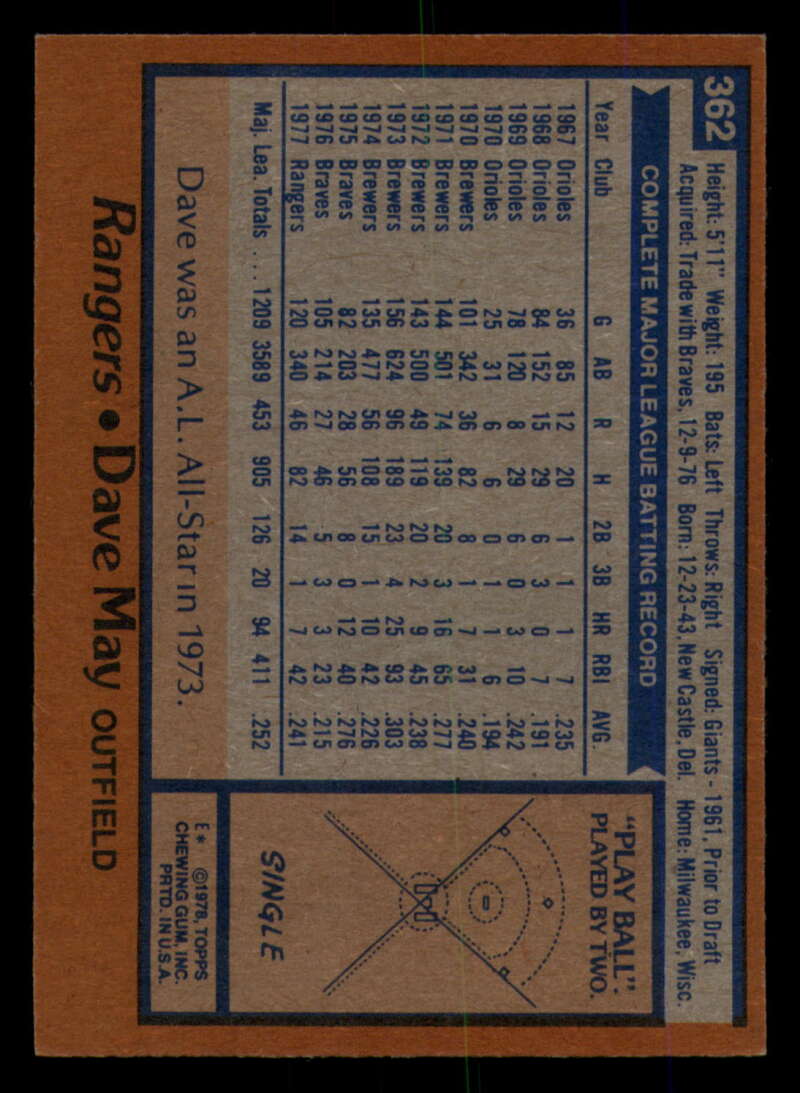 362
Height: 5'11" Weight: 195 Bats: Left Throws: Right Signed: Giants - 1961, Prior to Draft
Acquired: Trade with Braves, 12-9-76 Born: 12-23-43, New Castle, Del. Home: Milwaukee, Wisc.
COMPLETE MAJOR LEAGUE BATTING RECORD
Year Club G AB R H 2B 3B HR RBI AVG.
1967 Orioles 36 85 12 20 1 1 1 7 .235
1968 Orioles 84 152 15 29 6 3 0 7 .191
1969 Orioles 78 120 8 29 6 0 3 10 .242
1970 Orioles 25 31 6 6 0 1 1 6 .194
1970 Brewers 101 342 36 82 8 1 7 31 .240
1971 Brewers 144 501 74 139 20 3 16 65 .277
1972 Brewers 143 500 49 119 20 2 9 45 .238
1973 Brewers 156 624 96 189 23 4 25 93 .303
1974 Brewers 135 477 56 108 15 1 10 42 .226
1975 Braves 82 203 28 56 8 0 12 40 .276
1976 Braves 105 214 27 46 5 3 3 23 .215
1977 Rangers 120 340 46 82 14 1 7 42 .241
Maj. Lea. Totals . . . 1209 3589 453 905 126 20 94 411 .252
Dave was an A.L. All-Star in 1973.
"PLAY BALL":
PLAYED BY TWO.
SINGLE
E* ©1978, TOPPS
CHEWING GUM, INC.
PRTD. IN U.S.A.
Rangers • Dave May OUTFIELD